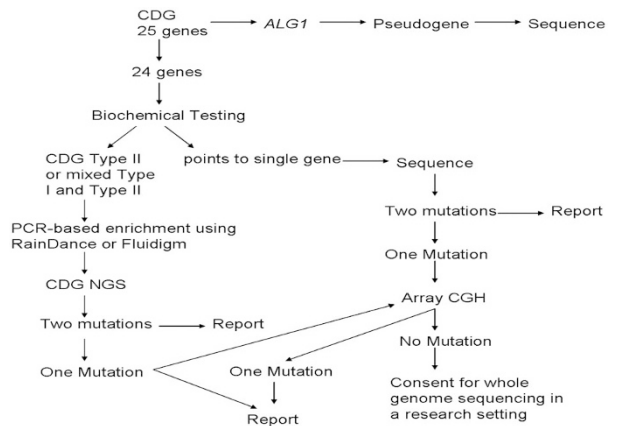 CDG
25 genes
ALG1
Pseudogene
Sequence
24 genes
Biochemical Testing
CDG Type II
or mixed Type
I and Type II
points to single gene
Sequence
PCR-based enrichment using
RainDance or Fluidigm
Two mutations
Report
CDG NGS
One Mutation
Two mutations
Report
Array CGH
One Mutation
One Mutation
No Mutation
Report
Consent for whole
genome sequencing in
a research setting